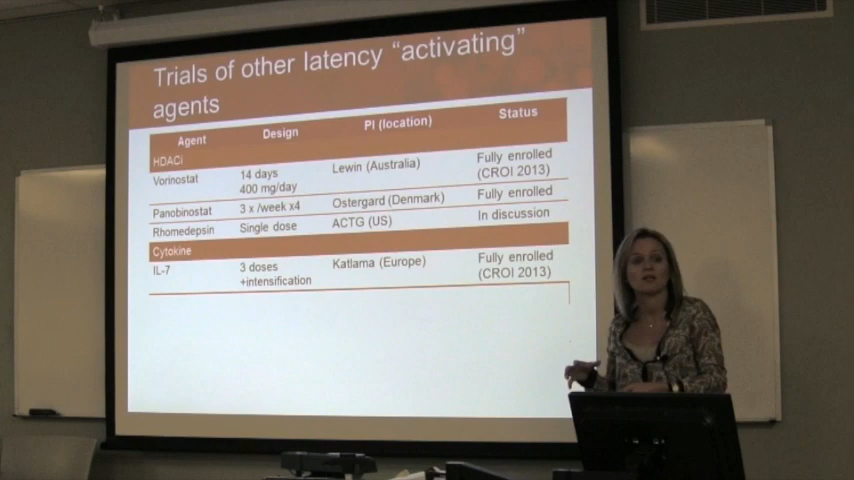 Trials of other latency “activating”
agents
Agent Design PI (location) Status
HDACi
Vorinostat 14 days 400 mg/day Lewin (Australia) Fully enrolled (CROI 2013)
Panobinostat 3 x /week x4 Ostergard (Denmark) Fully enrolled
Rhomedepsin Single dose ACTG (US) In discussion
Cytokine
IL-7 3 doses +intensification Katlama (Europe) Fully enrolled (CROI 2013)